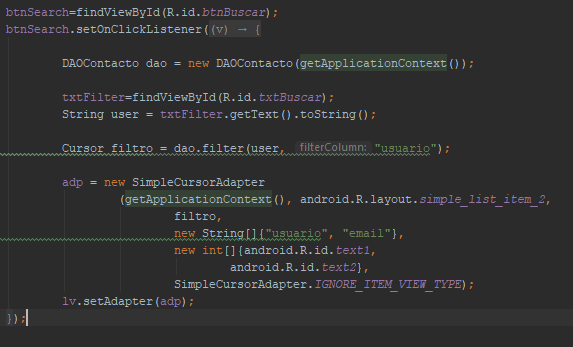 btnSearch=findViewById(R.id.btnBuscar);
btnSearch.setOnClickListener((v) → {
DAOContacto dao = new DAOContacto(getApplicationContext());
txtFilter=findViewById(R.id.txtBuscar);
String user = txtFilter.getText().toString();
Cursor filtro = dao.filter(user, filterColumn: "usuario");
adp = new SimpleCursorAdapter
(getApplicationContext(), android.R.layout.simple_list_item_2,
filtro,
new String[]{"usuario", "email"},
new int[]{android.R.id.text1,
android.R.id.text2},
SimpleCursorAdapter.IGNORE_ITEM_VIEW_TYPE);
lv.setAdapter(adp);
});